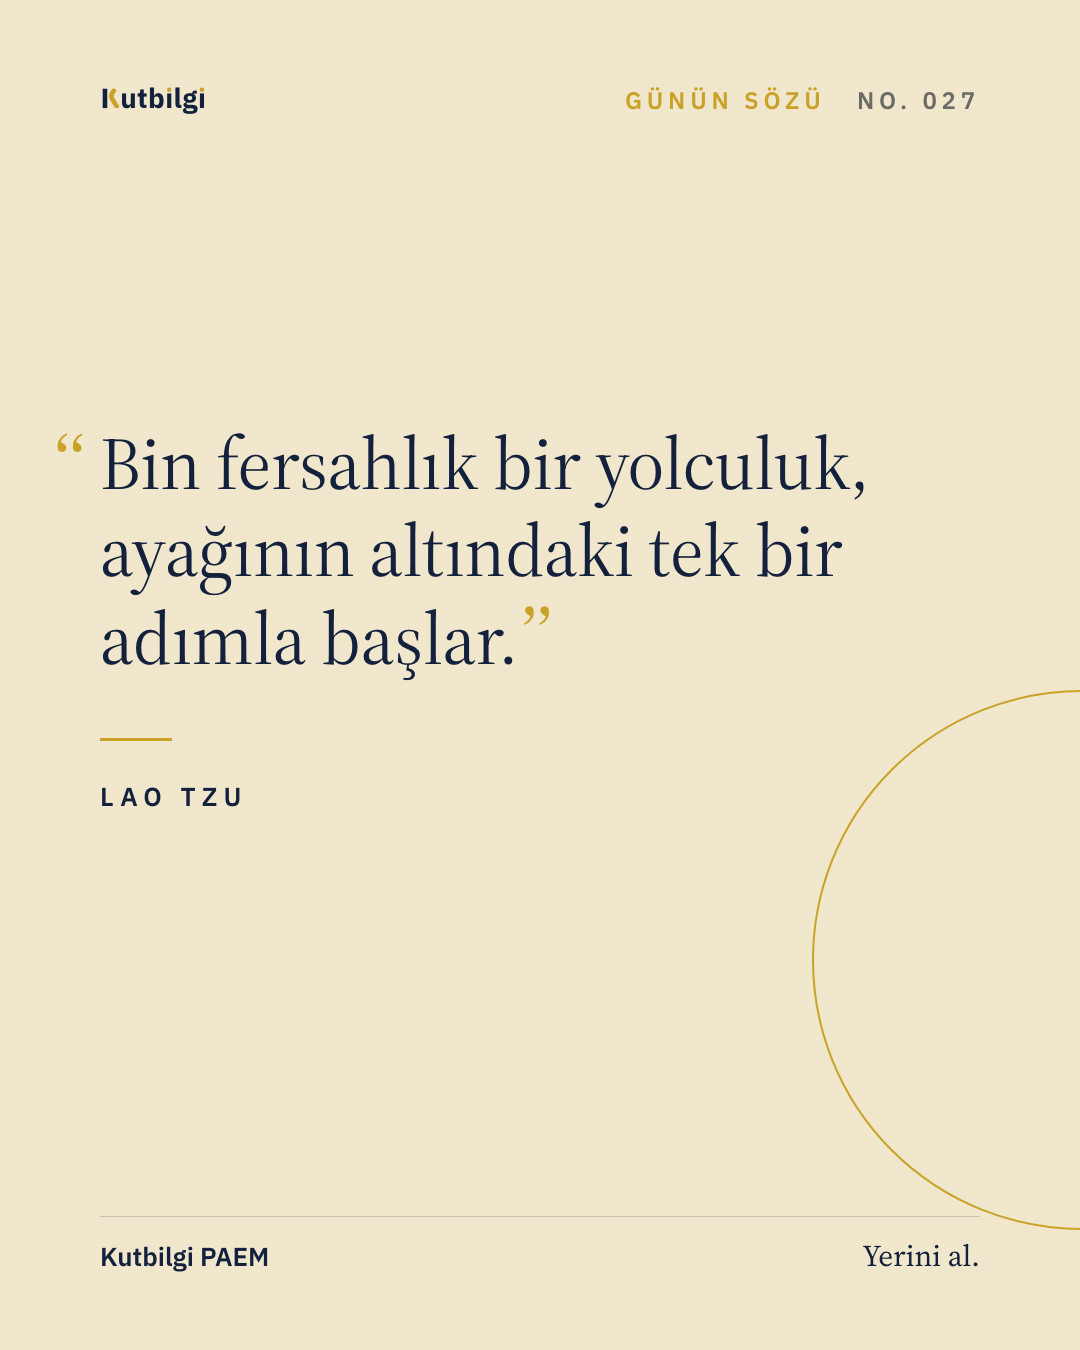 Kutbilgi
GÜNÜN SÖZÜ NO. 027
“Bin fersahlık bir yolculuk,
ayağının altındaki tek bir
adımla başlar.”
LAO TZU
Kutbilgi PAEM
Yerini al.